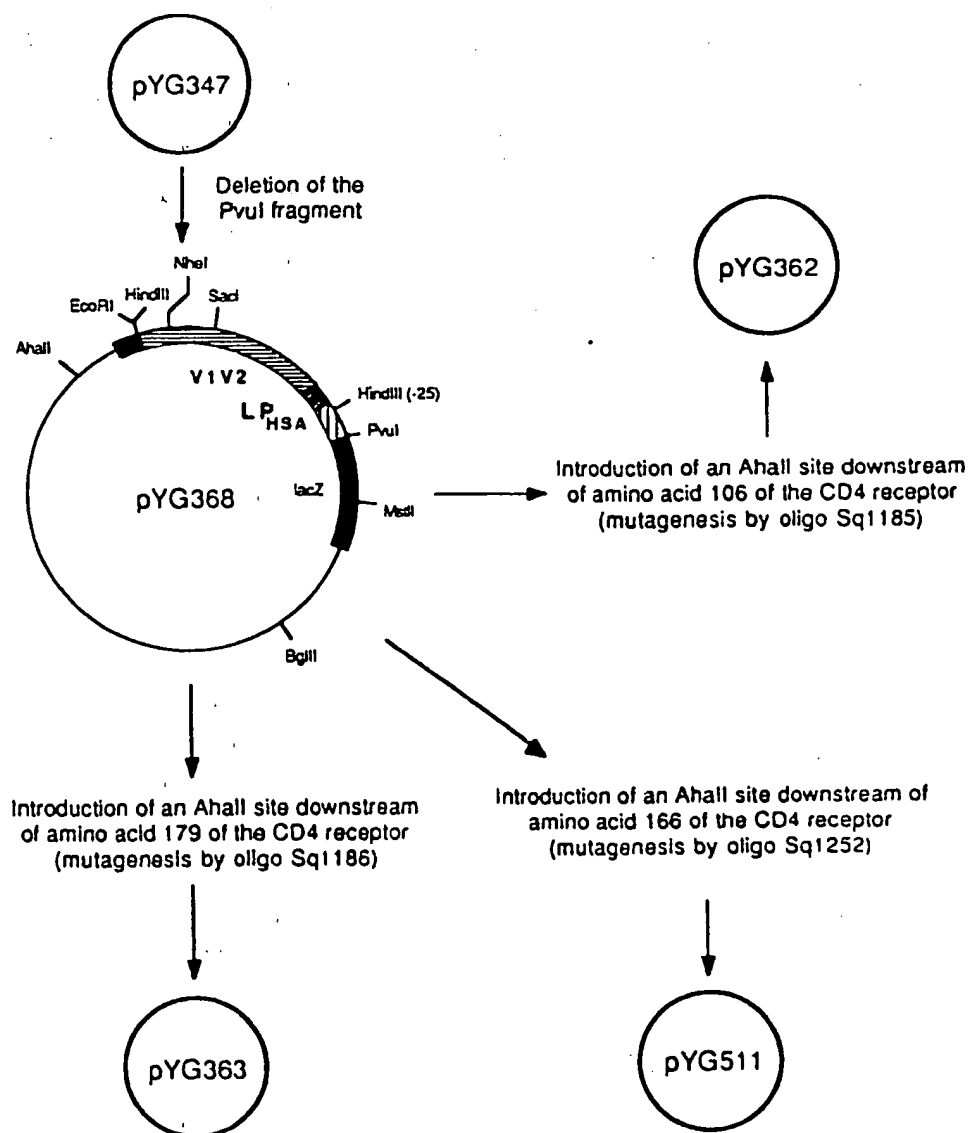 pYG347
Deletion of the
PvuI fragment
NheI
HindIII
SacI
EcoRI
AhaII
V1V2
HindIII (-25)
LP HSA
PvuI
pYG362
lacZ
MstII
pYG368
Introduction of an AhaII site downstream
of amino acid 106 of the CD4 receptor
(mutagenesis by oligo Sq1185)
BglII
Introduction of an AhaII site downstream
of amino acid 179 of the CD4 receptor
(mutagenesis by oligo Sq1186)
Introduction of an AhaII site downstream of
amino acid 166 of the CD4 receptor
(mutagenesis by oligo Sq1252)
pYG363
pYG511